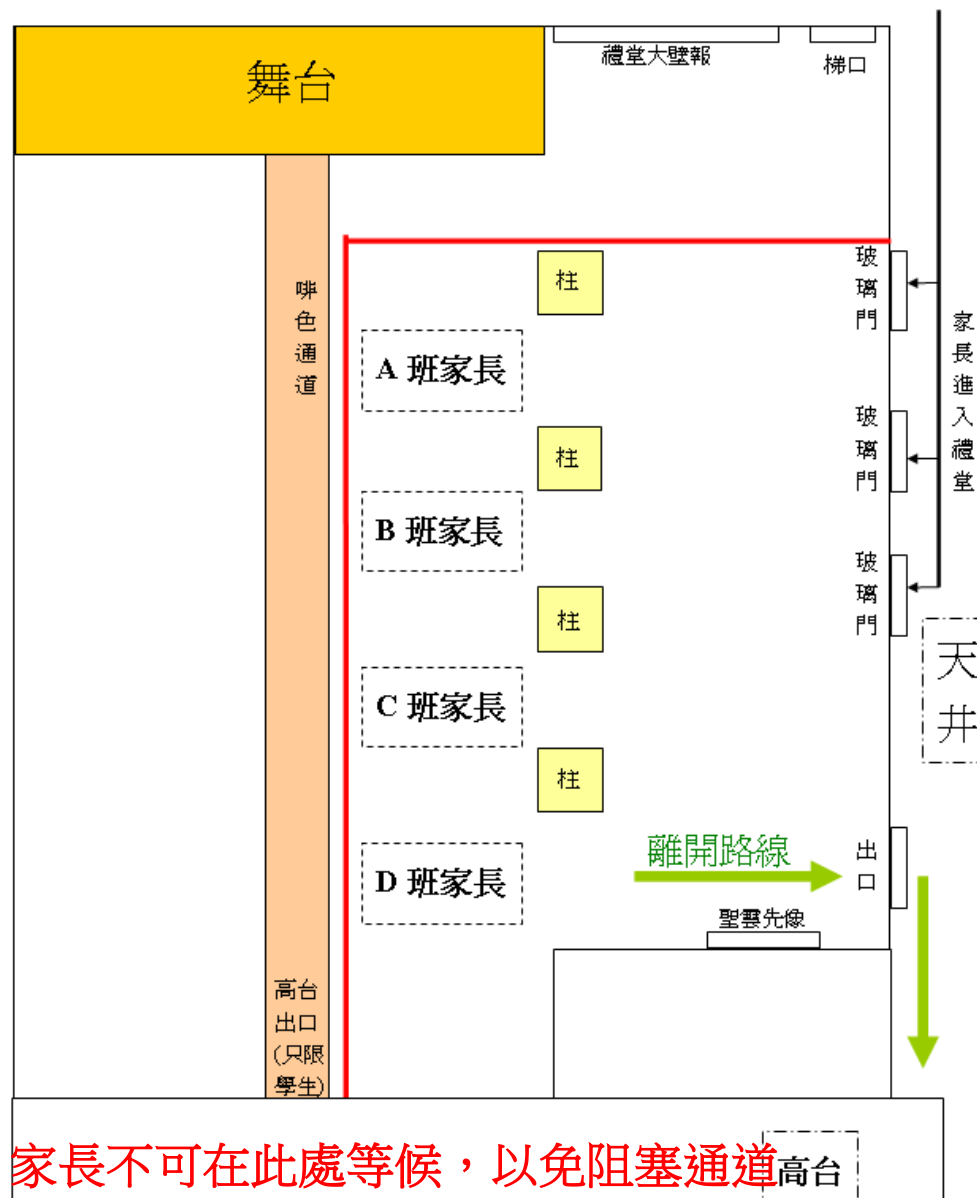 舞台
禮堂大壁報
梯口
啡色通道
柱
玻璃門
A 班家長
家長進入禮堂
柱
玻璃門
B 班家長
柱
玻璃門
天井
C 班家長
柱
離開路線
出口
D 班家長
聖雲先像
高台
出口
(只限
學生)
家長不可在此處等候，以免阻塞通道
高台